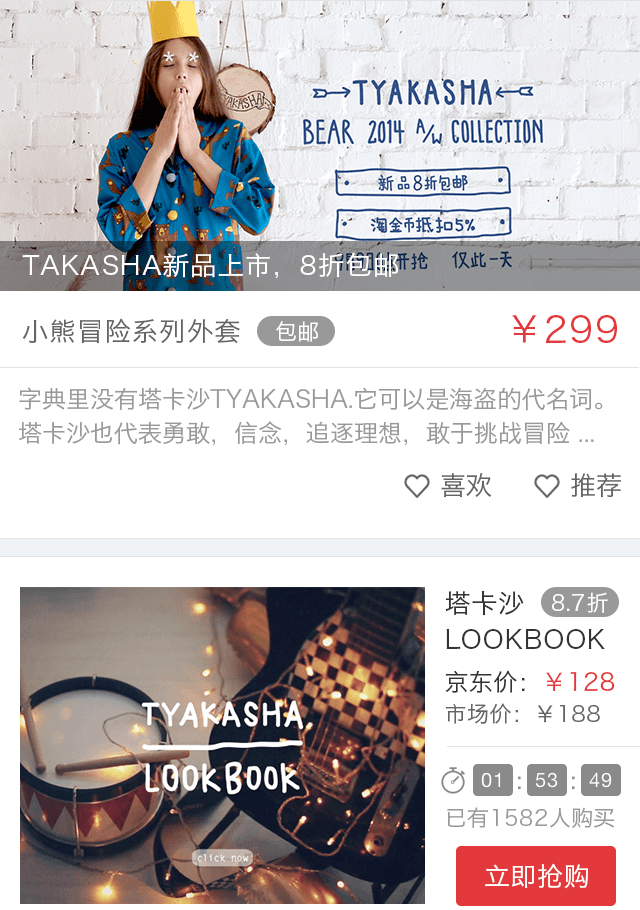 TYAKASHA
TYAKASHA
BEAR 2014 A/W COLLECTION
新品8折包邮
淘金币抵扣5%
开抢 仅此一天
TAKASHA新品上市，8折包邮
小熊冒险系列外套 包邮 ￥299
字典里没有塔卡沙TYAKASHA.它可以是海盗的代名词。
塔卡沙也代表勇敢，信念，追逐理想，敢于挑战冒险 ...
喜欢 推荐
TYAKASHA
LOOKBOOK
click now
塔卡沙 8.7折
LOOKBOOK
京东价：￥128
市场价：￥188
01 : 53 : 49
已有1582人购买
立即抢购